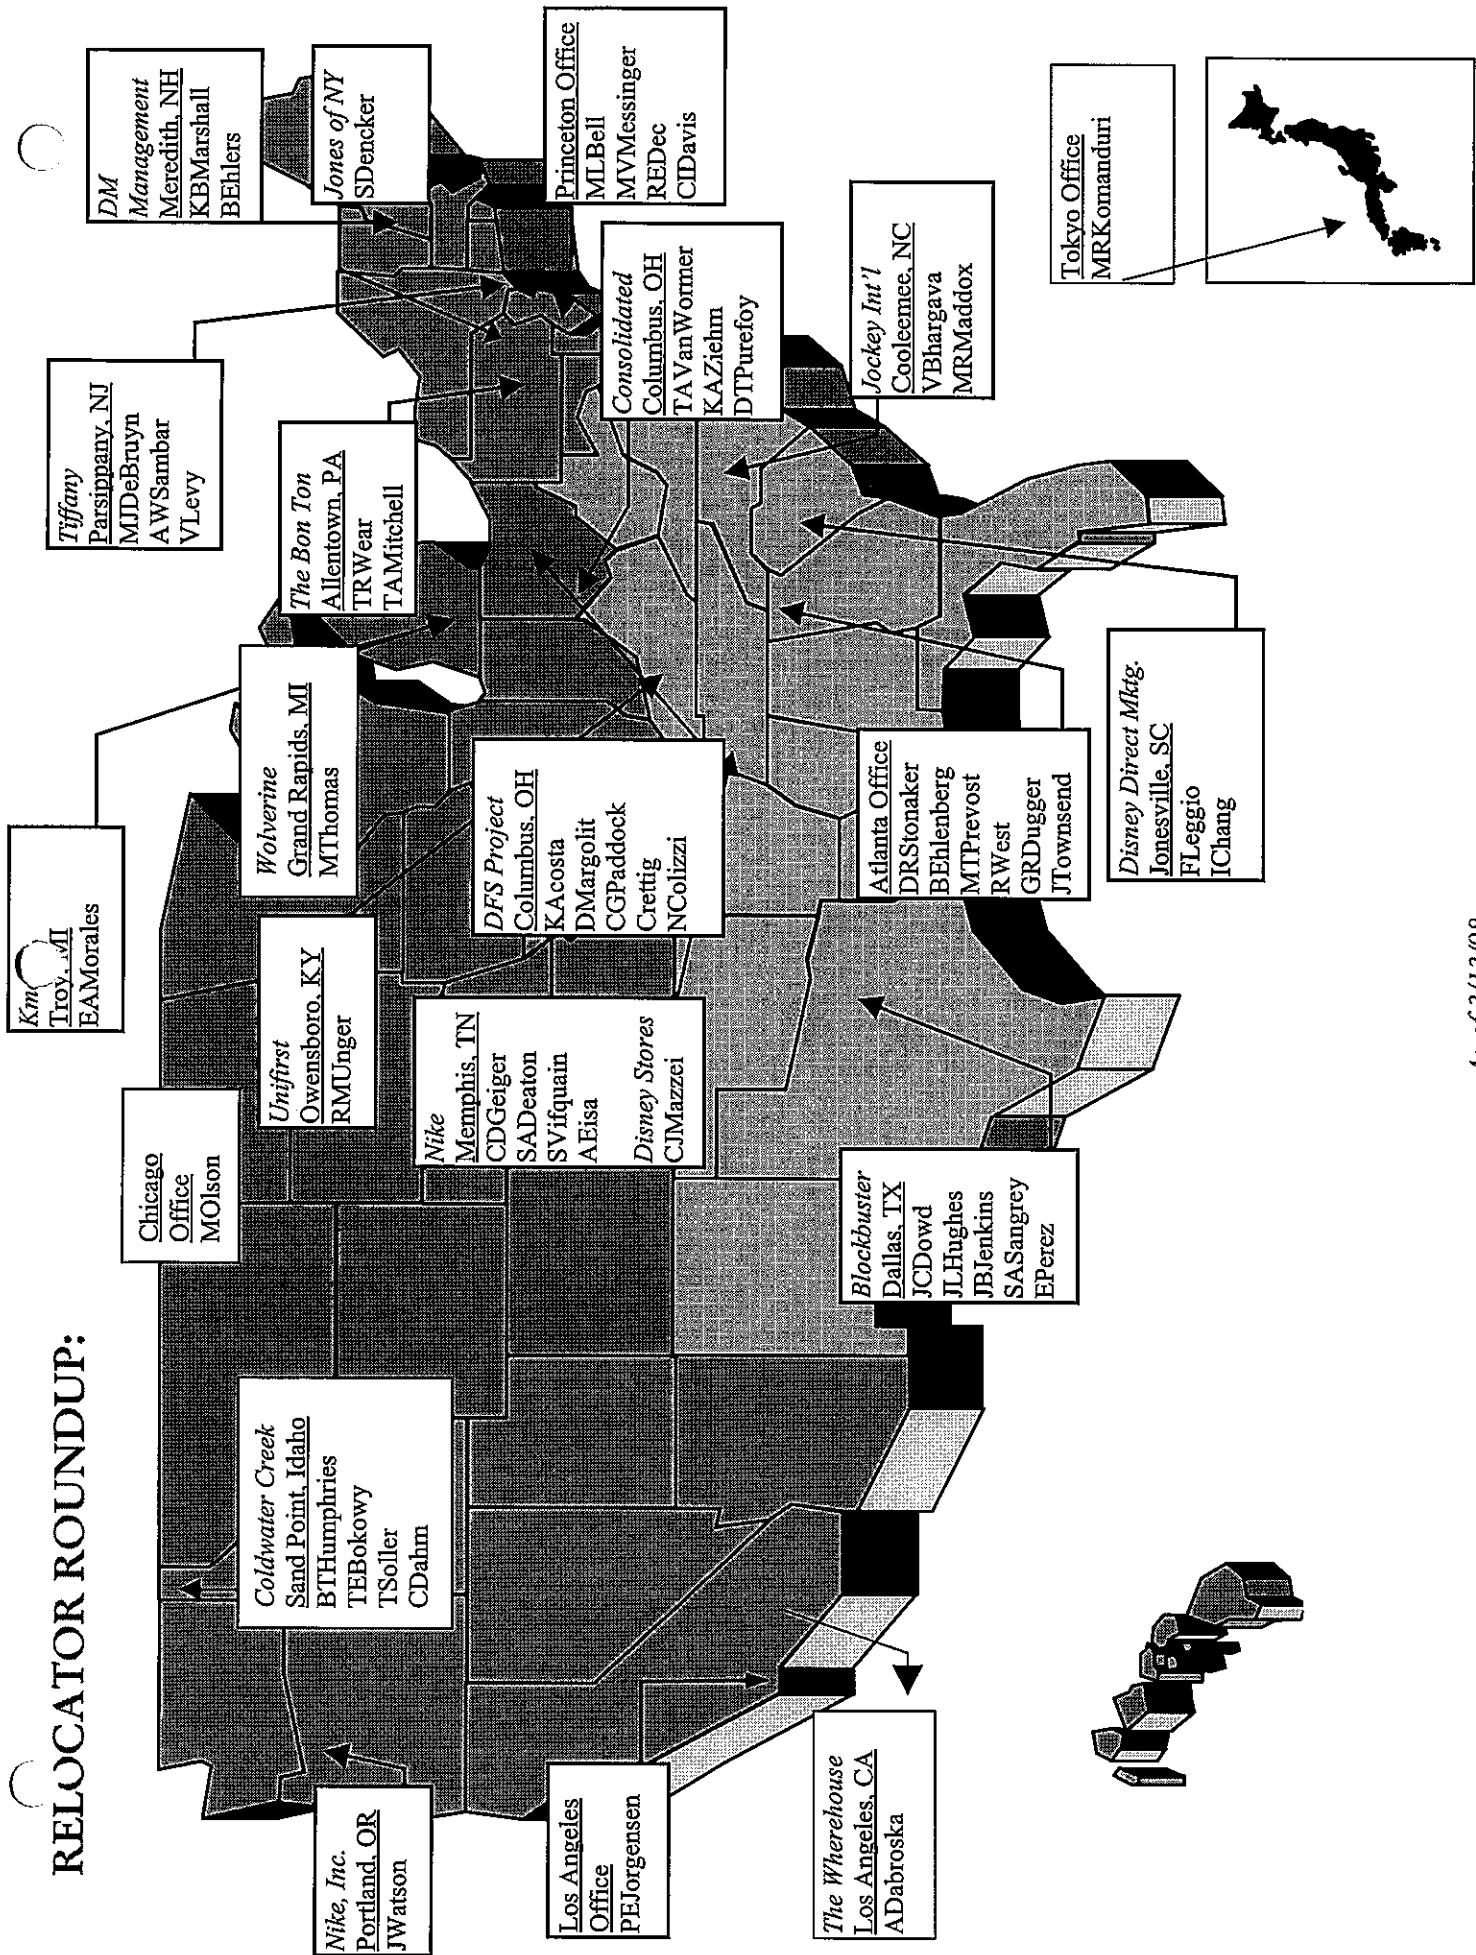 RELOCATOR ROUNDUP:
Nike, Inc.
Portland, OR
JWatson
Los Angeles
Office
PEJorgensen
The Wherehouse
Los Angeles, CA
ADabroska
Coldwater Creek
Sand Point, Idaho
BTHumphries
TEBokowy
TSoller
CDahm
Chicago
Office
MOlson
Unifirst
Owensboro, KY
RMUnger
Nike
Memphis, TN
CDGeiger
SADeaton
SVifquain
AEisa
Disney Stores
CJMazzei
Blockbuster
Dallas, TX
JCDowd
JLHughes
JBJenkins
SASangrey
EPerez
Troy, MI
EAMorales
Wolverine
Grand Rapids, MI
MThomas
DFS Project
Columbus, OH
KAcosta
DMargolit
CGPaddock
Crettig
NColizzi
Atlanta Office
DRStonaker
BEhlenberg
MTPrevost
RWest
GRDugger
JTownsend
Disney Direct Mktg.
Jonesville, SC
FLeggio
IChang
Tiffany
Parsippany, NJ
MJDeBruyn
AWSambar
VLevy
The Bon Ton
Allentown, PA
TRWear
TAMitchell
Consolidated
Columbus, OH
TAVanWormer
KAZiehm
DTPurefoy
Jockey Int'l
Cooleemee, NC
VBhargava
MRMaddox
DM
Management
Meredith, NH
KBMarshall
BEhlers
Jones of NY
SDencker
Princeton Office
MLBell
MVMessinger
REDec
CIDavis
Tokyo Office
MRKomanduri